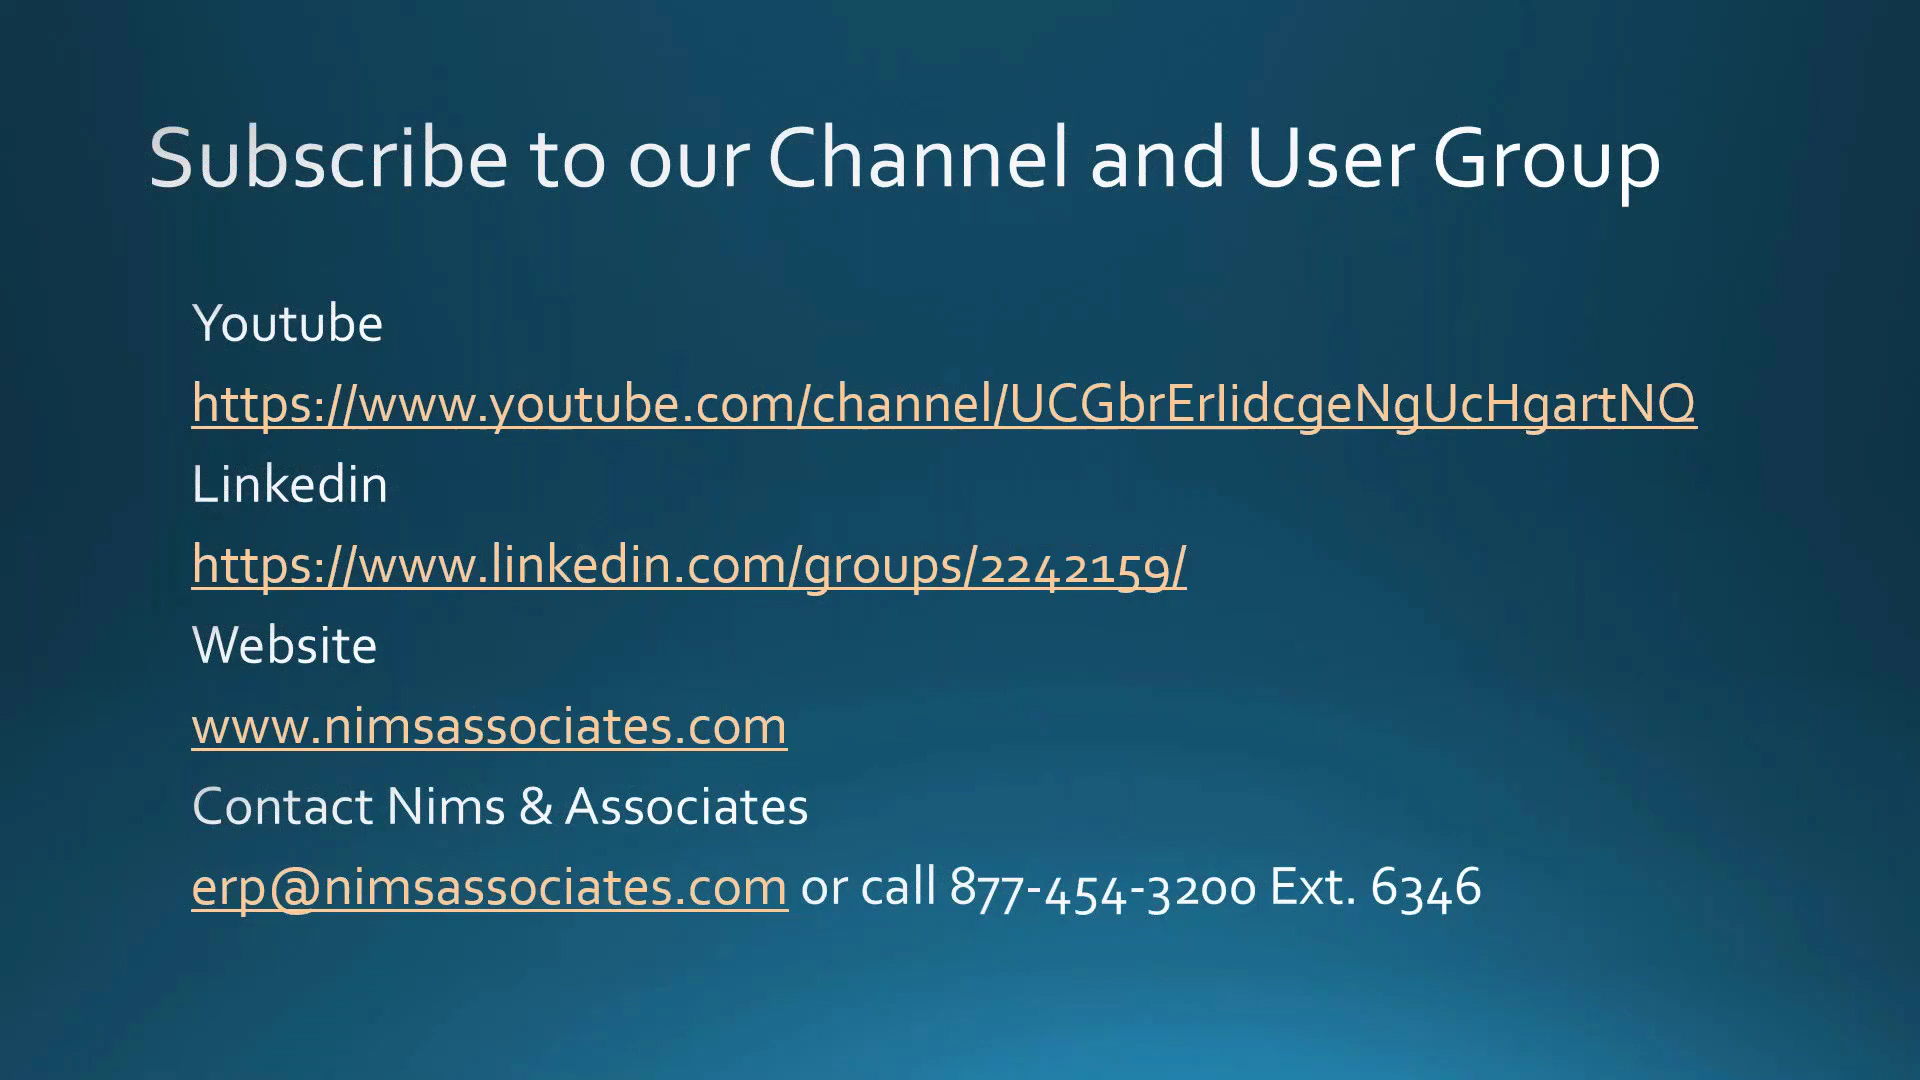 Subscribe to our Channel and User Group
Youtube
https://www.youtube.com/channel/UCGbrErIidcgeNgUcHgartNQ
Linkedin
https://www.linkedin.com/groups/2242159/
Website
www.nimsassociates.com
Contact Nims & Associates
erp@nimsassociates.com or call 877-454-3200 Ext. 6346